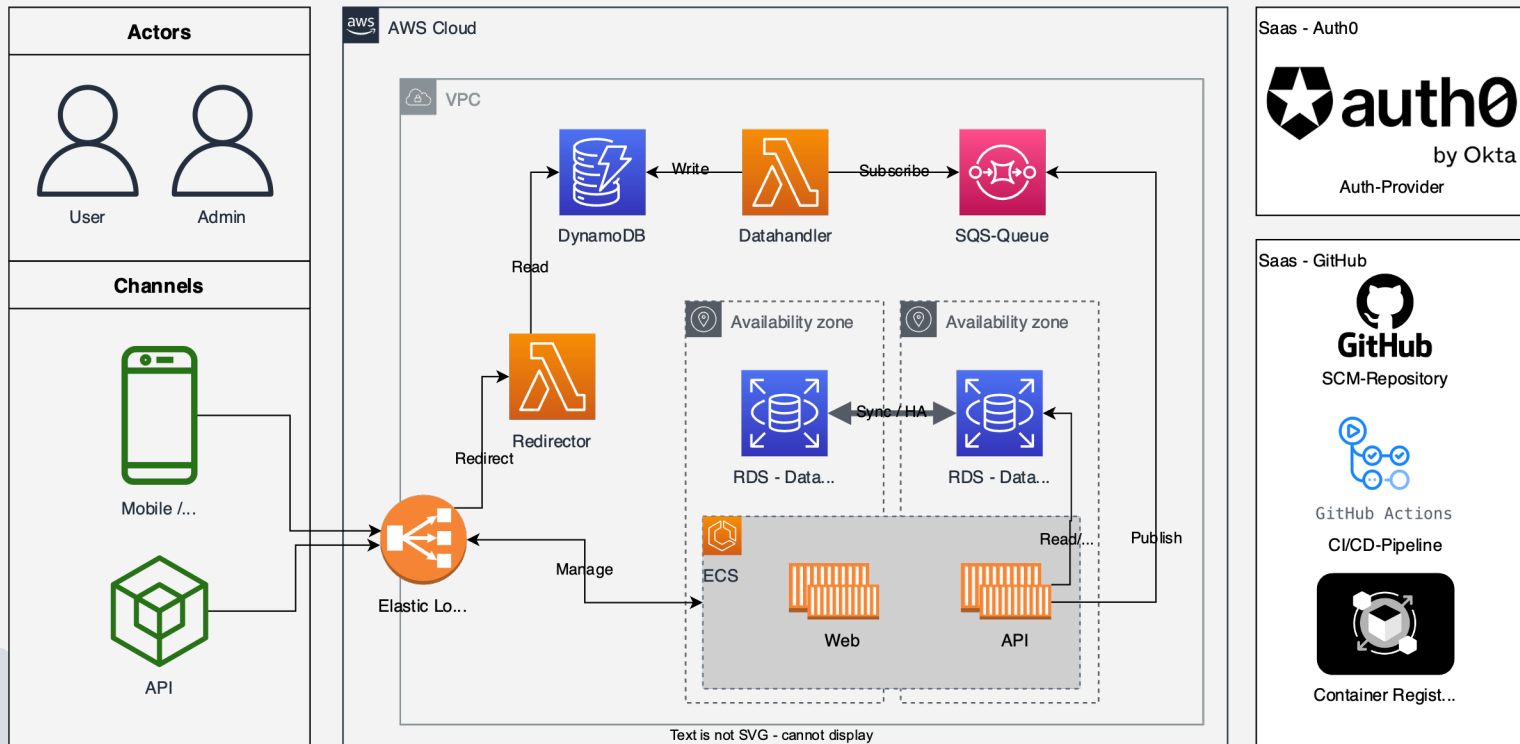 Actors
User
Admin
Channels
Mobile /...
API
aws
AWS Cloud
VPC
DynamoDB
Write
Datahandler
Subscribe
SQS-Queue
Read
Redirector
Redirect
Availability zone
Availability zone
RDS - Data...
Sync / HA
RDS - Data...
Elastic Lo...
Manage
ECS
Web
API
Read/...
Publish
Text is not SVG - cannot display
Saas - Auth0
auth0
by Okta
Auth-Provider
Saas - GitHub
GitHub
SCM-Repository
GitHub Actions
CI/CD-Pipeline
Container Regist...